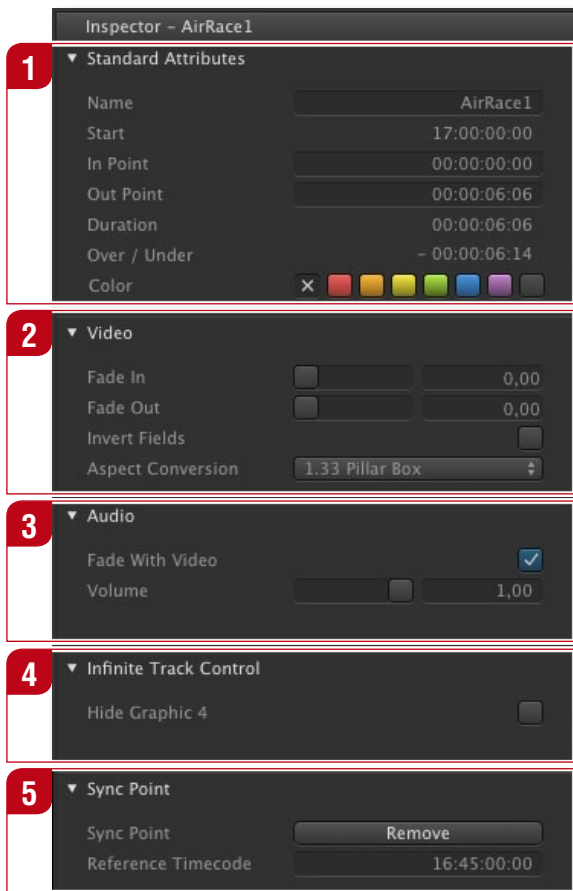 Inspector – AirRace1
1
Standard Attributes
Name AirRace1
Start 17:00:00:00
In Point 00:00:00:00
Out Point 00:00:06:06
Duration 00:00:06:06
Over / Under – 00:00:06:14
Color
2
Video
Fade In 0,00
Fade Out 0,00
Invert Fields
Aspect Conversion 1.33 Pillar Box
3
Audio
Fade With Video
Volume 1,00
4
Infinite Track Control
Hide Graphic 4
5
Sync Point
Sync Point Remove
Reference Timecode 16:45:00:00